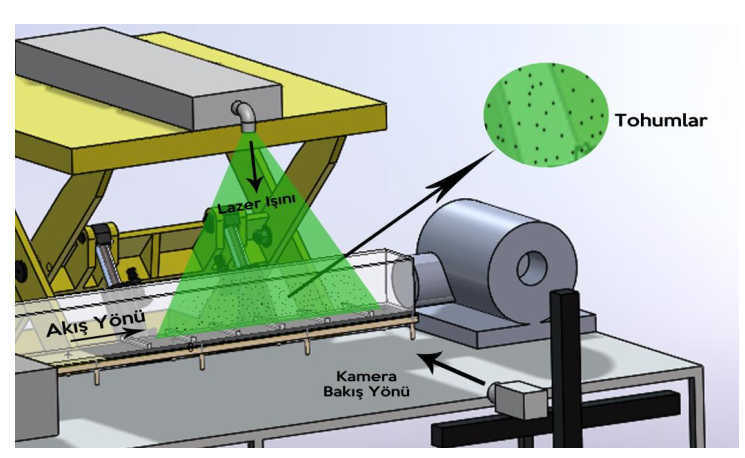 Tohumlar
Lazer Işını
Akış Yönü
Kamera
Bakış Yönü